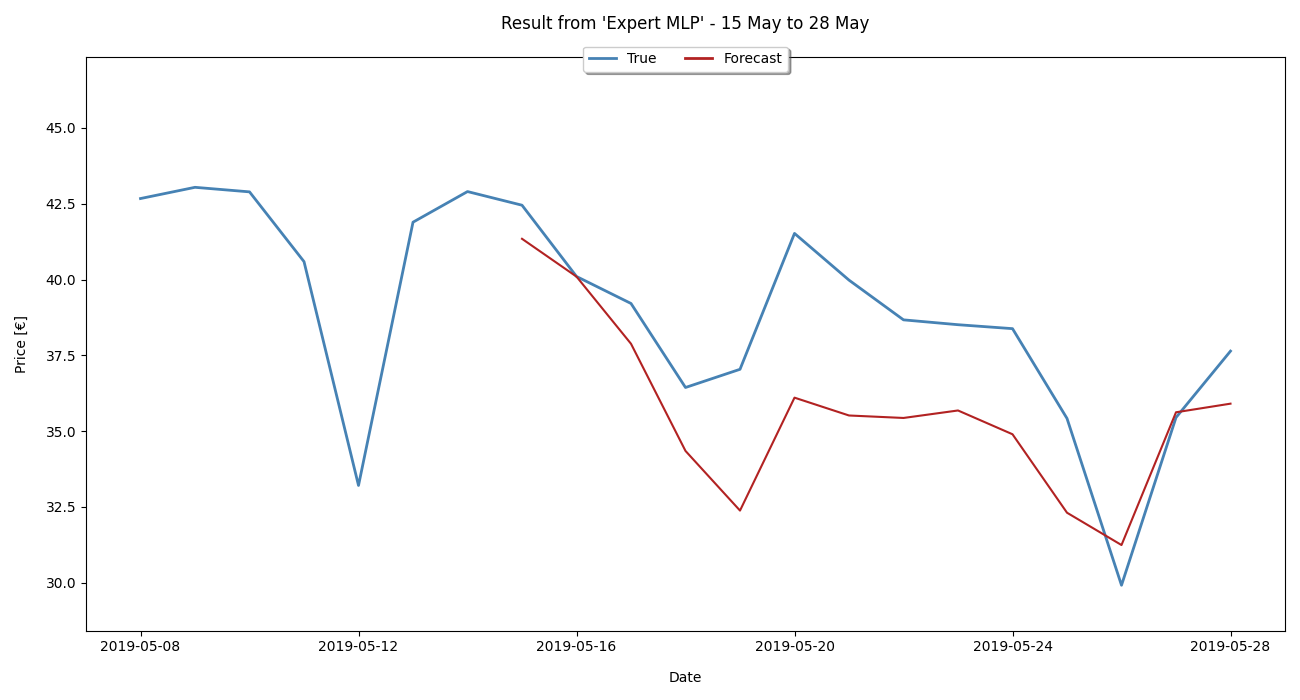 Result from 'Expert MLP' - 15 May to 28 May
True Forecast
45.0
42.5
40.0
37.5
35.0
32.5
30.0
Price [€]
2019-05-08 2019-05-12 2019-05-16 2019-05-20 2019-05-24 2019-05-28
Date